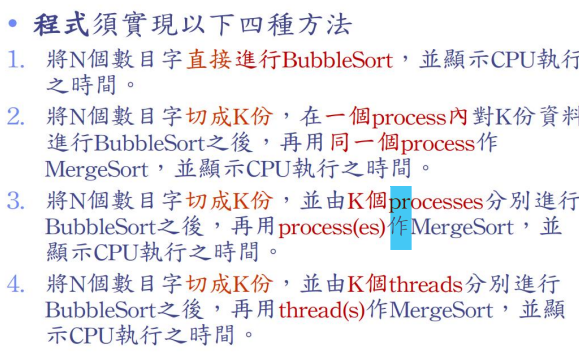 • 程式須實現以下四種方法
1. 將N個數目字直接進行BubbleSort，並顯示CPU執行
之時間。
2. 將N個數目字切成K份，在一個process內對K份資料
進行BubbleSort之後，再用同一個process作
MergeSort，並顯示CPU執行之時間。
3. 將N個數目字切成K份，並由K個processes分別進行
BubbleSort之後，再用process(es)作MergeSort，並
顯示CPU執行之時間。
4. 將N個數目字切成K份，並由K個threads分別進行
BubbleSort之後，再用thread(s)作MergeSort，並顯
示CPU執行之時間。